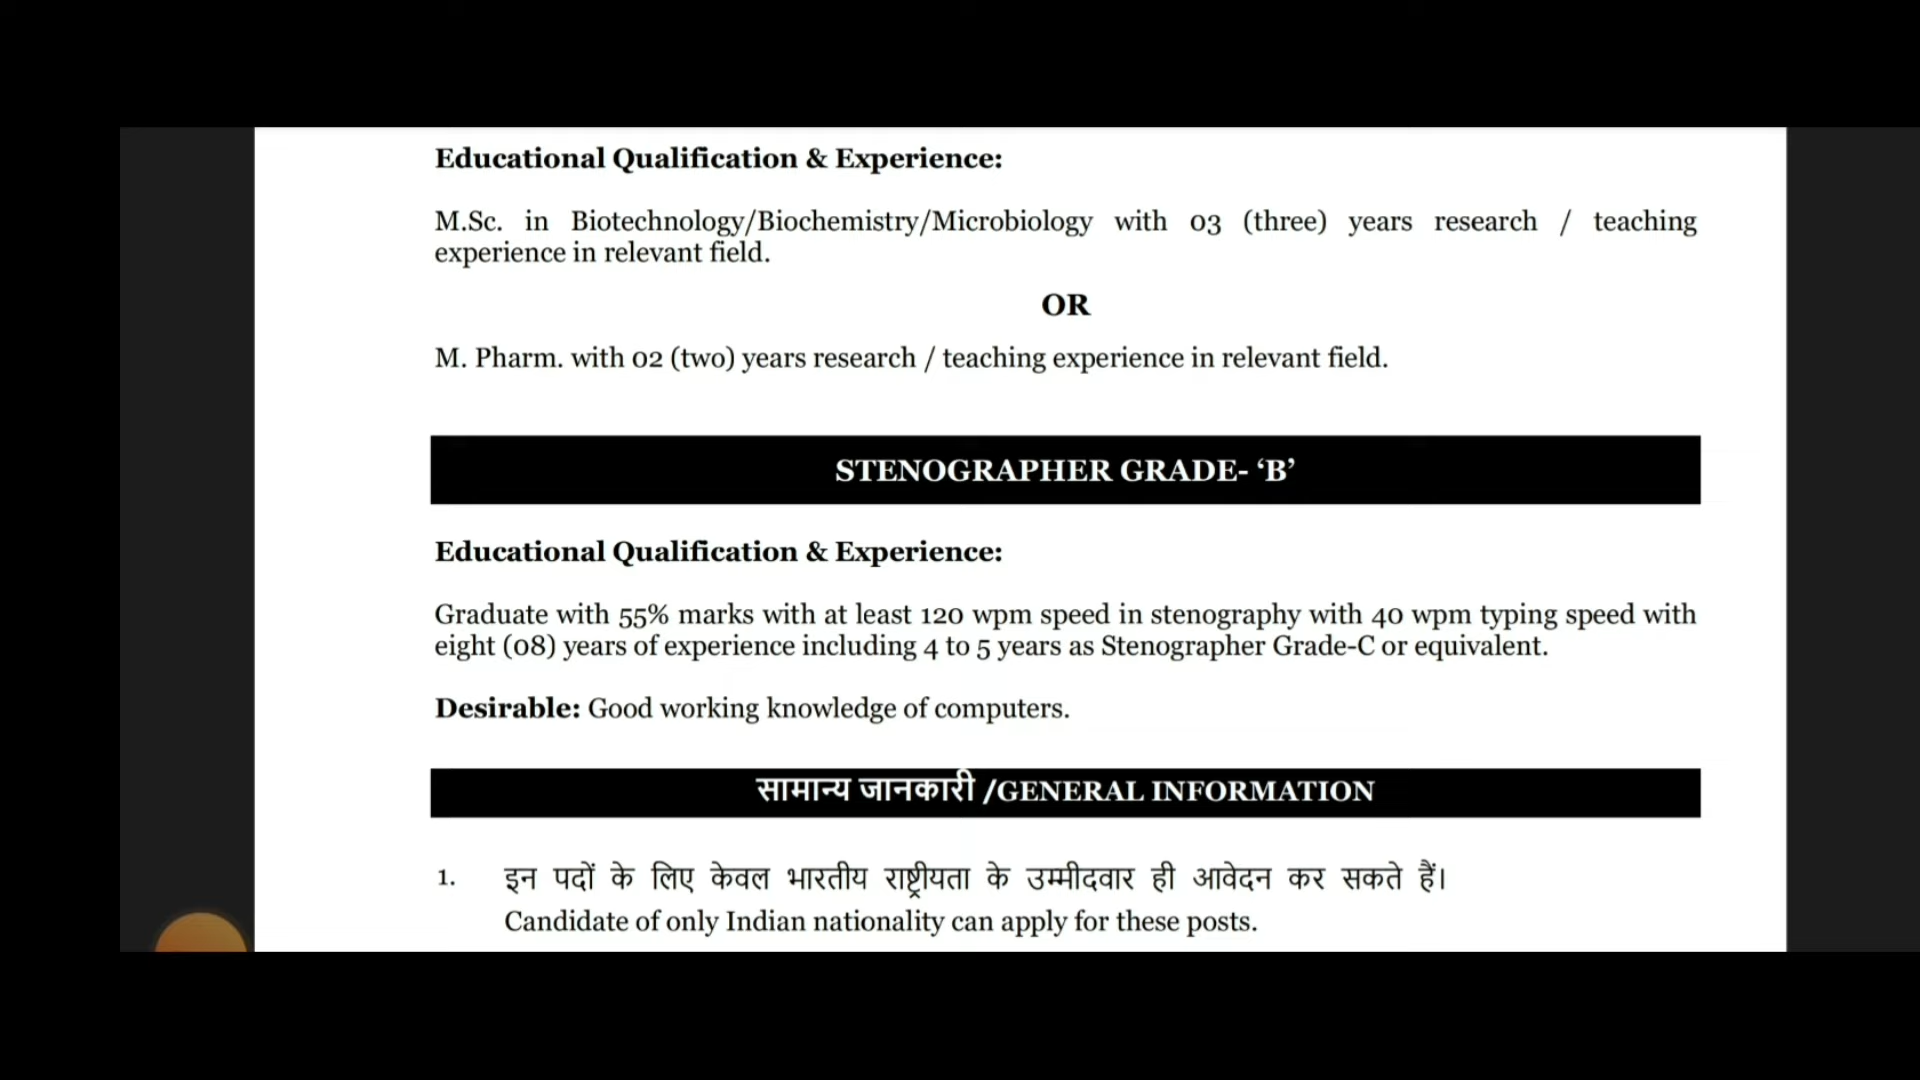 Educational Qualification & Experience:
M.Sc. in Biotechnology/Biochemistry/Microbiology with 03 (three) years research / teaching
experience in relevant field.
OR
M. Pharm. with 02 (two) years research / teaching experience in relevant field.
STENOGRAPHER GRADE- ‘B’
Educational Qualification & Experience:
Graduate with 55% marks with at least 120 wpm speed in stenography with 40 wpm typing speed with
eight (08) years of experience including 4 to 5 years as Stenographer Grade-C or equivalent.
Desirable: Good working knowledge of computers.
सामान्य जानकारी /GENERAL INFORMATION
1. इन पदों के लिए केवल भारतीय राष्ट्रीयता के उम्मीदवार ही आवेदन कर सकते हैं।
Candidate of only Indian nationality can apply for these posts.